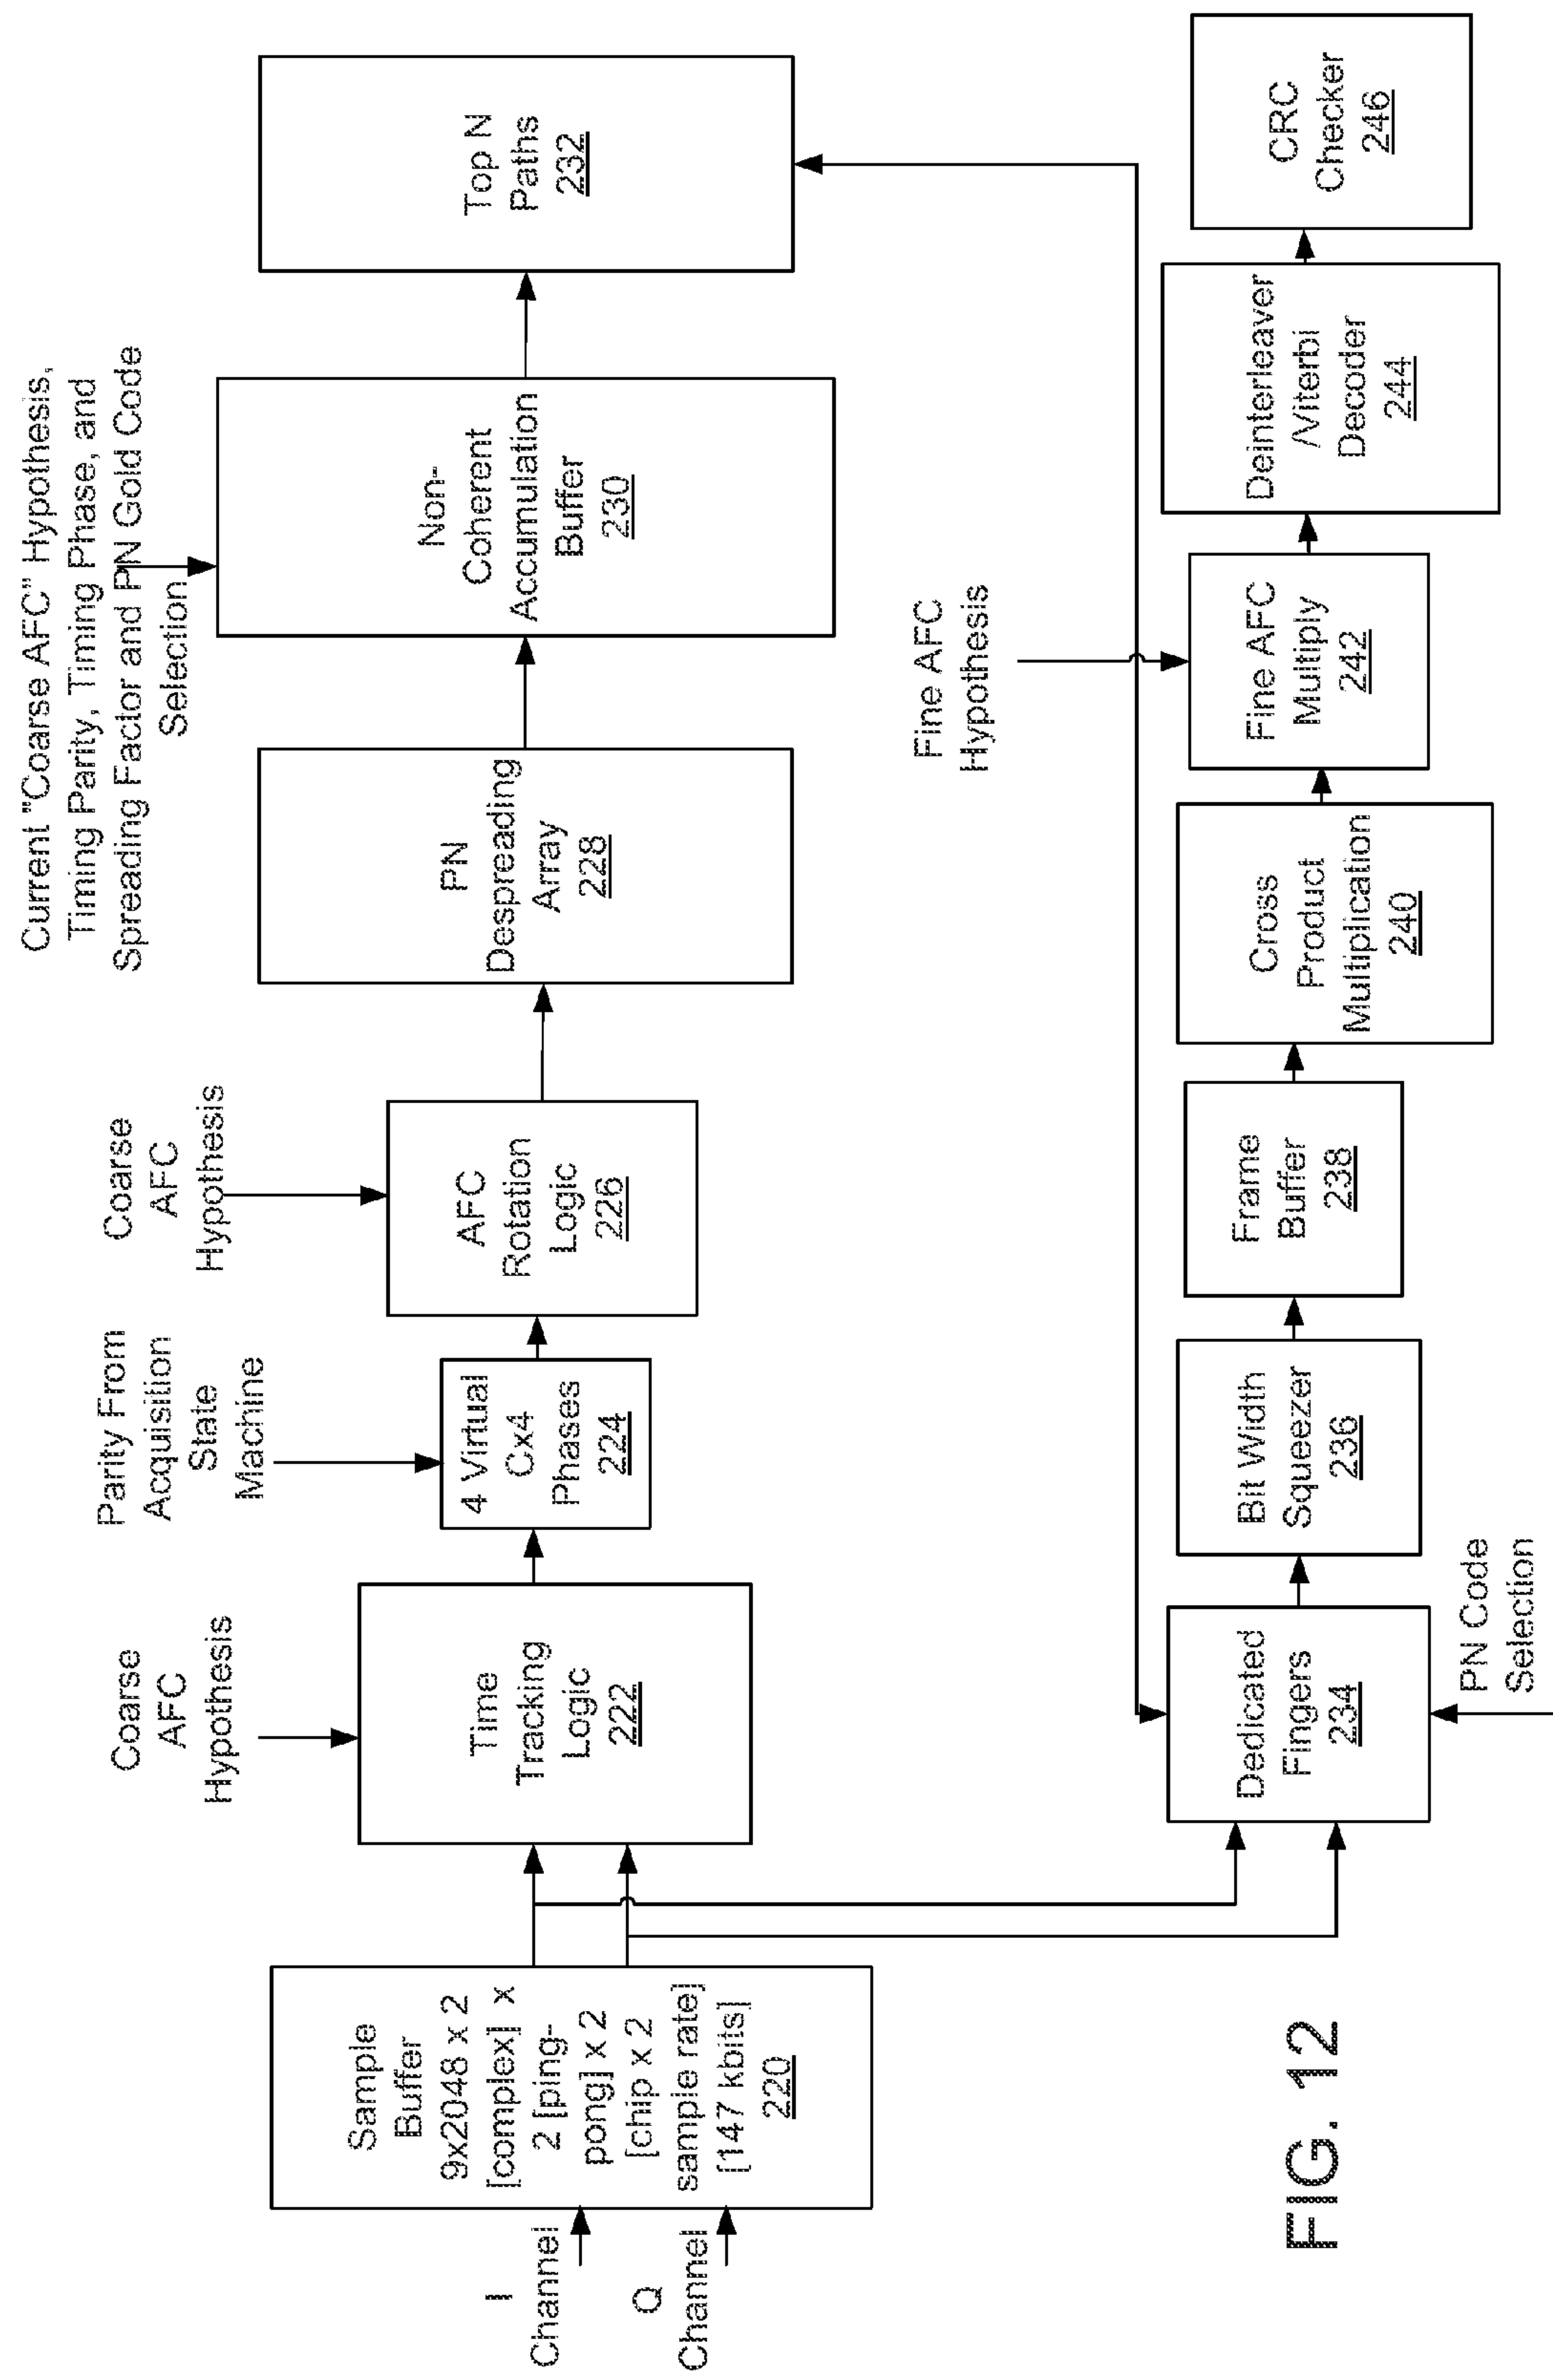 Current "Coarse AFC" Hypothesis,
Timing Parity, Timing Phase, and
Spreading Factor and PN Gold Code
Selection
Coarse
AFC
Hypothesis
Parity From
Acquisition
State
Machine
Coarse
AFC
Hypothesis
I
Channel
Q
Channel
Sample
Buffer
9x2048 x 2
[complex] x
2 [ping-
pong] x 2
[chip x 2
sample rate]
[147 kbits]
220
Time
Tracking
Logic
222
4 Virtual
Cx4
Phases
224
AFC
Rotation
Logic
226
PN
Despreading
Array
228
Non-
Coherent
Accumulation
Buffer
230
Top N
Paths
232
Fine AFC
Hypothesis
Dedicated
Fingers
234
Bit Width
Squeezer
236
Frame
Buffer
238
Cross
Product
Multiplication
240
Fine AFC
Multiply
242
Deinterleaver
/Viterbi
Decoder
244
CRC
Checker
246
PN Code
Selection
FIG. 12